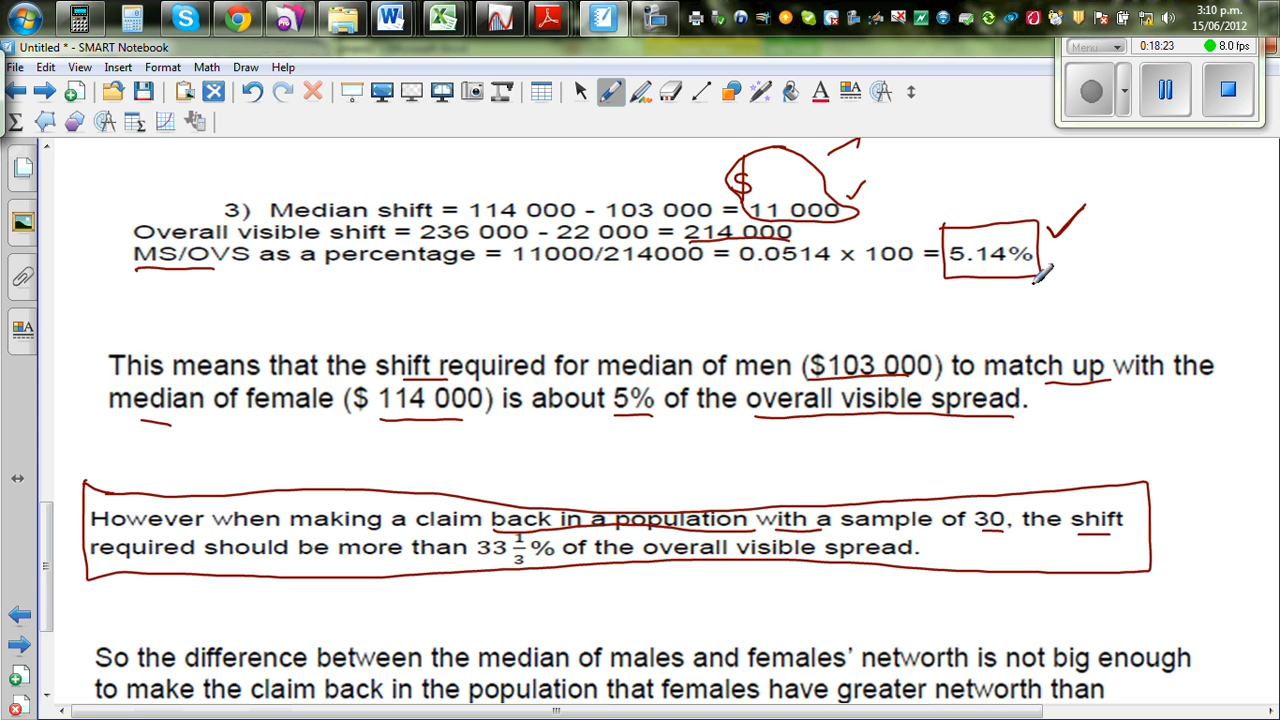 3:10 p.m.
15/06/2012
Untitled * - SMART Notebook
Menu
0:18:23
8.0 fps
File Edit View Insert Format Math Draw Help
$
3) Median shift = 114 000 - 103 000 = 11 000
Overall visible shift = 236 000 - 22 000 = 214 000
MS/OVS as a percentage = 11000/214000 = 0.0514 x 100 = 5.14%
This means that the shift required for median of men ($103 000) to match up with the
median of female ($ 114 000) is about 5% of the overall visible spread.
However when making a claim back in a population with a sample of 30, the shift
required should be more than 33 1/3 % of the overall visible spread.
So the difference between the median of males and females' networth is not big enough
to make the claim back in the population that females have greater networth than